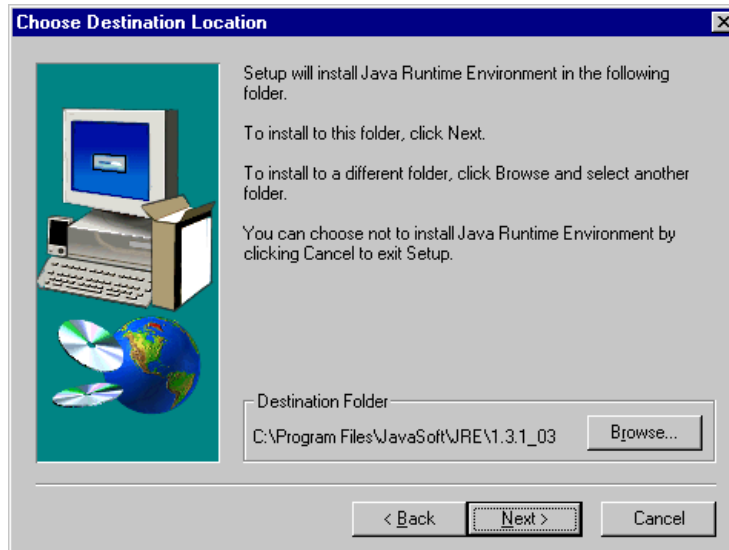 Choose Destination Location
Setup will install Java Runtime Environment in the following
folder.
To install to this folder, click Next.
To install to a different folder, click Browse and select another
folder.
You can choose not to install Java Runtime Environment by
clicking Cancel to exit Setup.
Destination Folder
C:\Program Files\JavaSoft\JRE\1.3.1_03
Browse...
< Back
Next >
Cancel